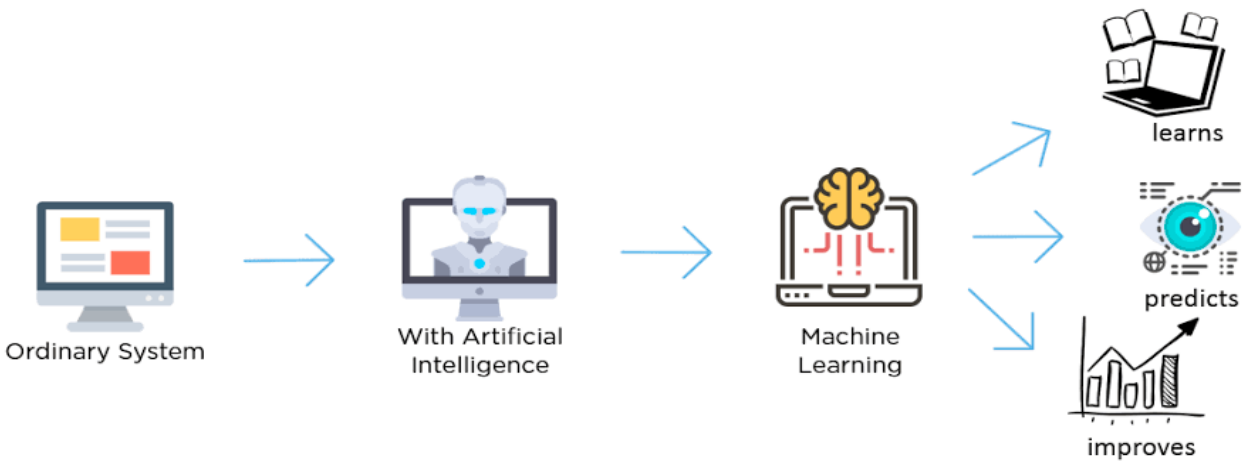 Ordinary System
With Artificial
Intelligence
Machine
Learning
learns
predicts
improves